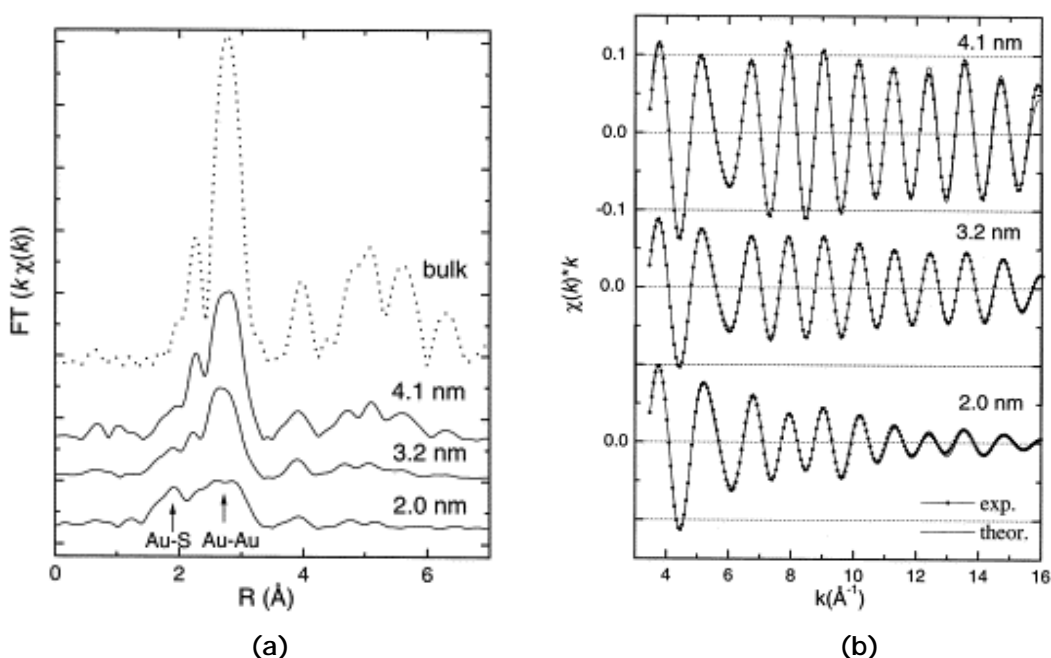 FT (k χ(k))
bulk
4.1 nm
3.2 nm
2.0 nm
Au-S
Au-Au
0
2
4
6
R (Å)
(a)
χ(k)*k
0.1
0.0
-0.1
0.0
0.0
4.1 nm
3.2 nm
2.0 nm
exp.
theor.
4
6
8
10
12
14
16
k(Å⁻¹)
(b)